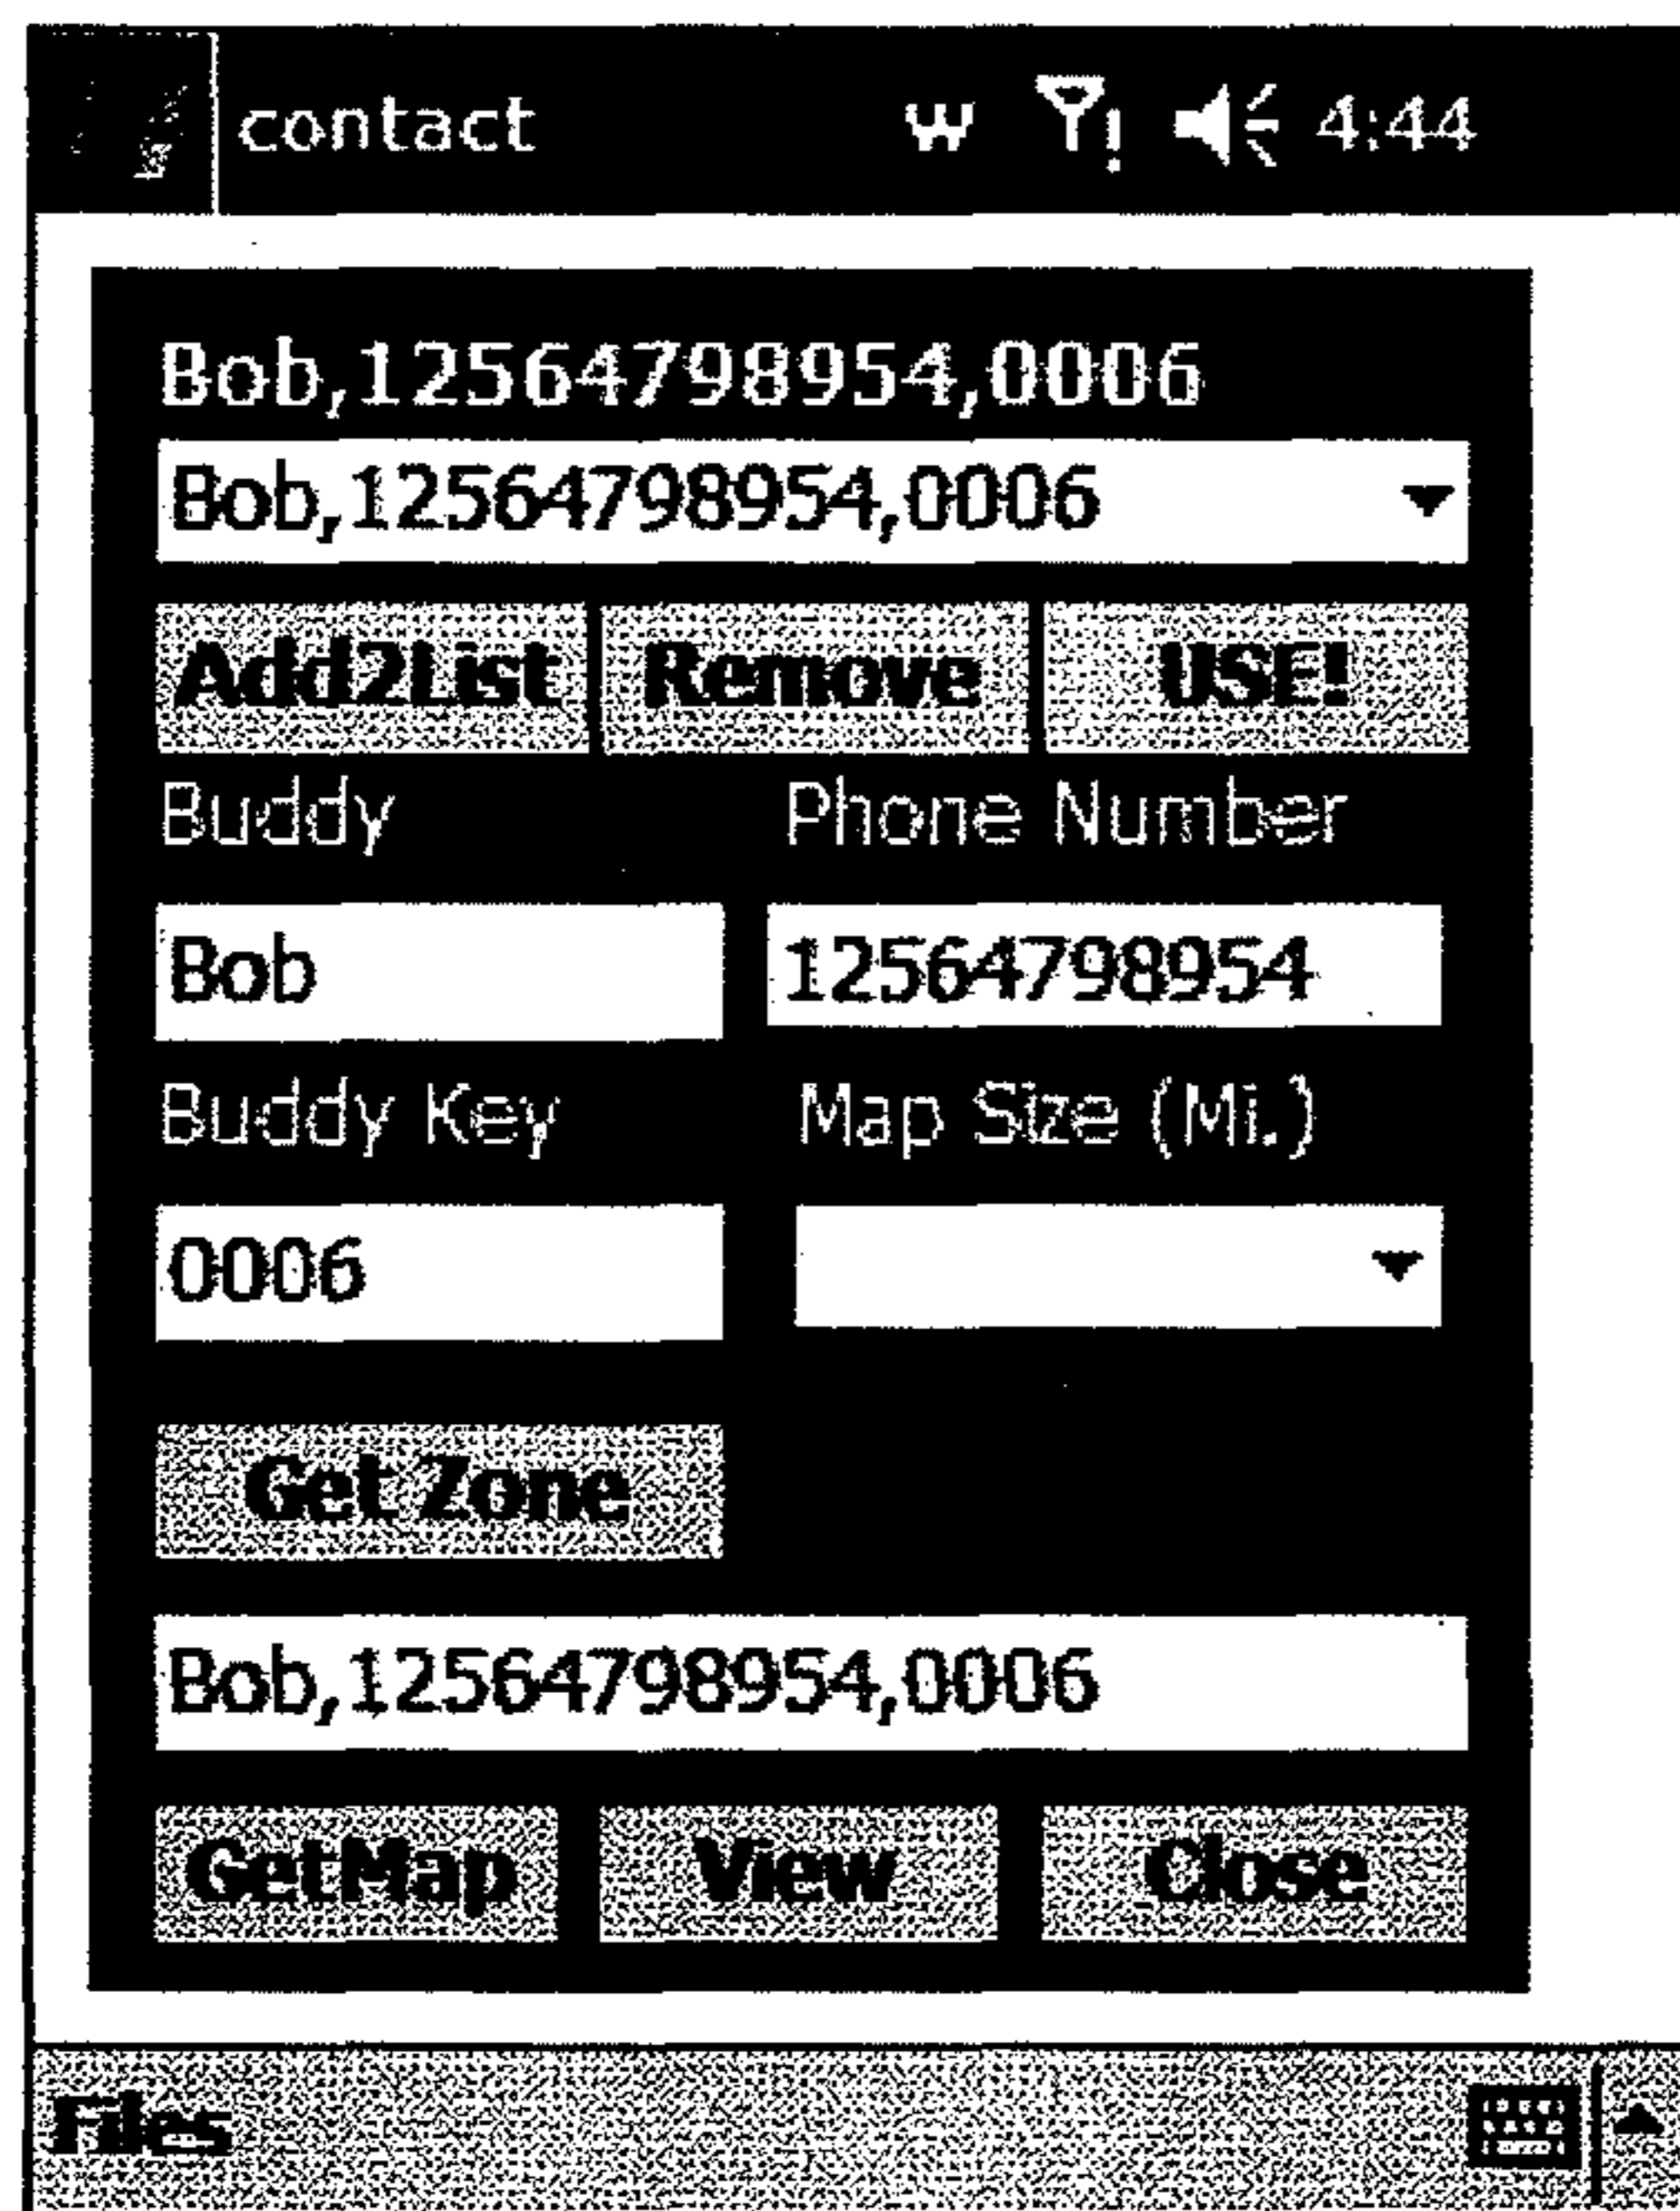 contact 4:44
Bob,12564798954,0006
Bob,12564798954,0006
Add2List Remove USE!
Buddy Phone Number
Bob 12564798954
Buddy Key Map Size (Mi.)
0006
Get Zone
Bob,12564798954,0006
GetMap View Close
Files